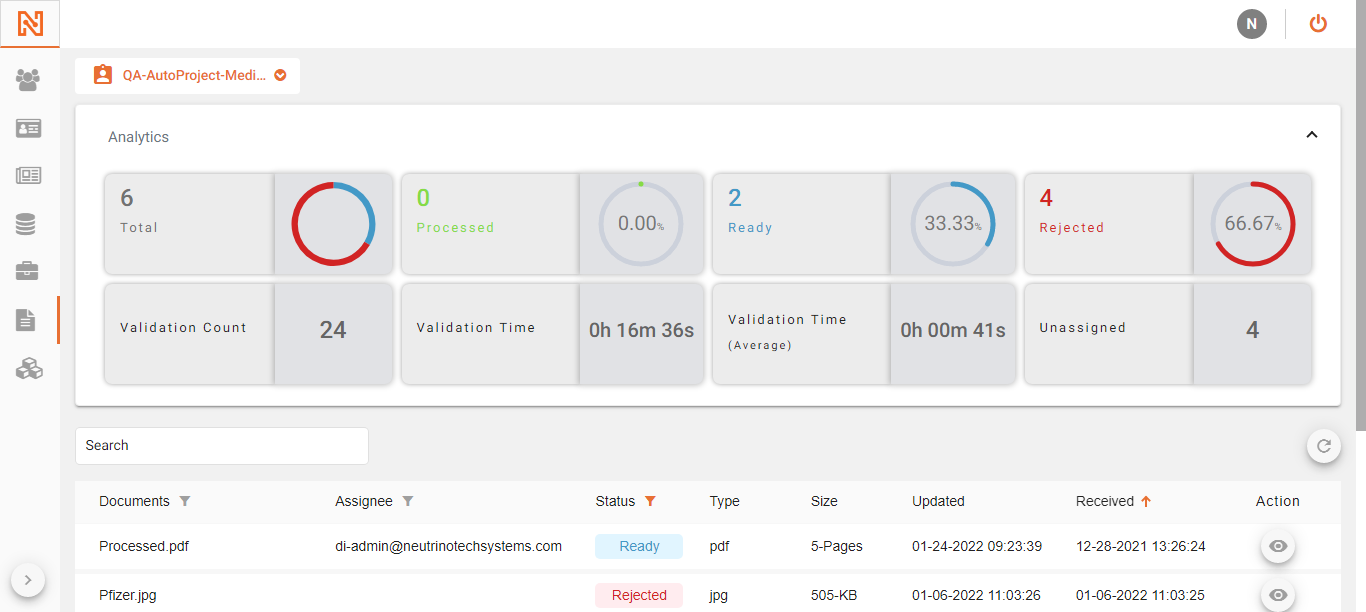 N
QA-AutoProject-Medi...
Analytics
6
Total
0
Processed
0.00%
2
Ready
33.33%
4
Rejected
66.67%
Validation Count
24
Validation Time
0h 16m 36s
Validation Time
(Average)
0h 00m 41s
Unassigned
4
Search
Documents Assignee Status Type Size Updated Received Action
Processed.pdf di-admin@neutrinotechsystems.com Ready pdf 5-Pages 01-24-2022 09:23:39 12-28-2021 13:26:24
Pfizer.jpg Rejected jpg 505-KB 01-06-2022 11:03:26 01-06-2022 11:03:25